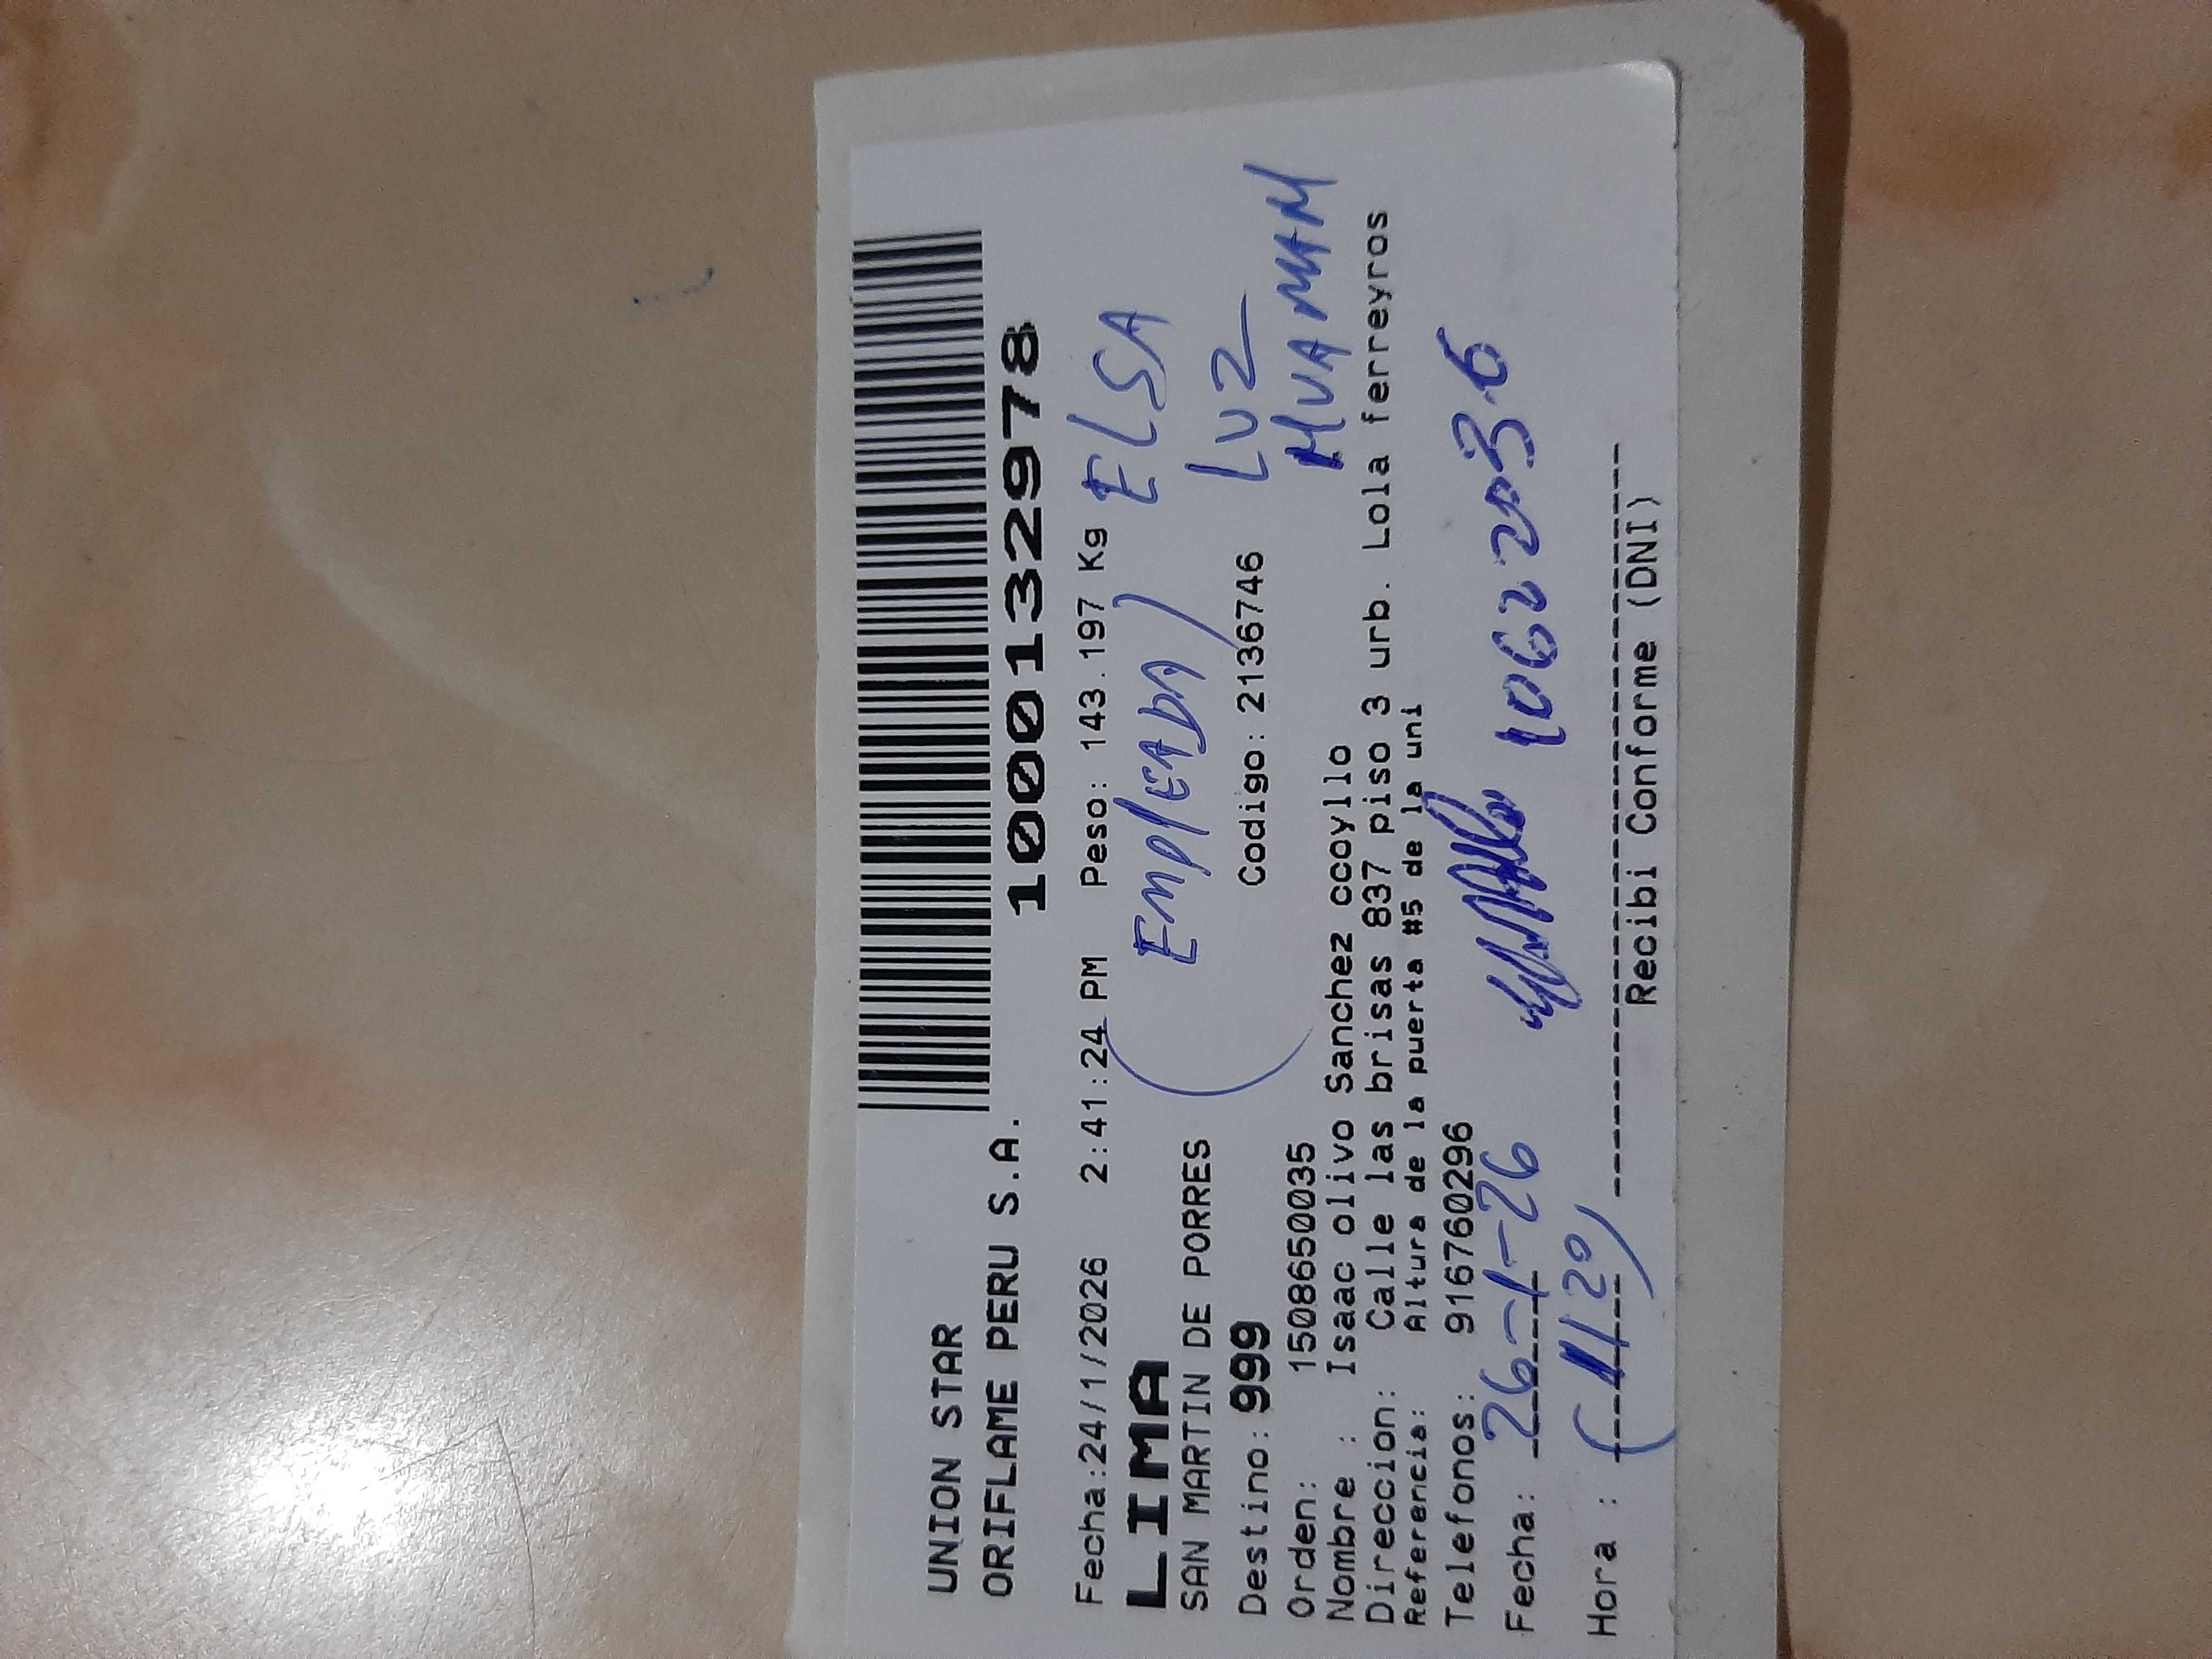 UNION STAR
ORIFLAME PERU S.A.
1000132978
Fecha:24/1/2026 2:41:24 PM Peso: 143.197 Kg ELSA
LIMA
(EmplEADA)
SAN MARTIN DE PORRES
LUZ
Destino: 999 Codigo: 2136746
HUAMAM
Orden: 1508650035
Nombre : Isaac olivo Sanchez ccoyllo
Direccion: Calle las brisas 837 piso 3 urb. Lola ferreyros
Referencia: Altura de la puerta #5 de la uni
Telefonos: 916760296
Fecha: 26-1-26 10622036
Hora : (1120)
Recibi Conforme (DNI)